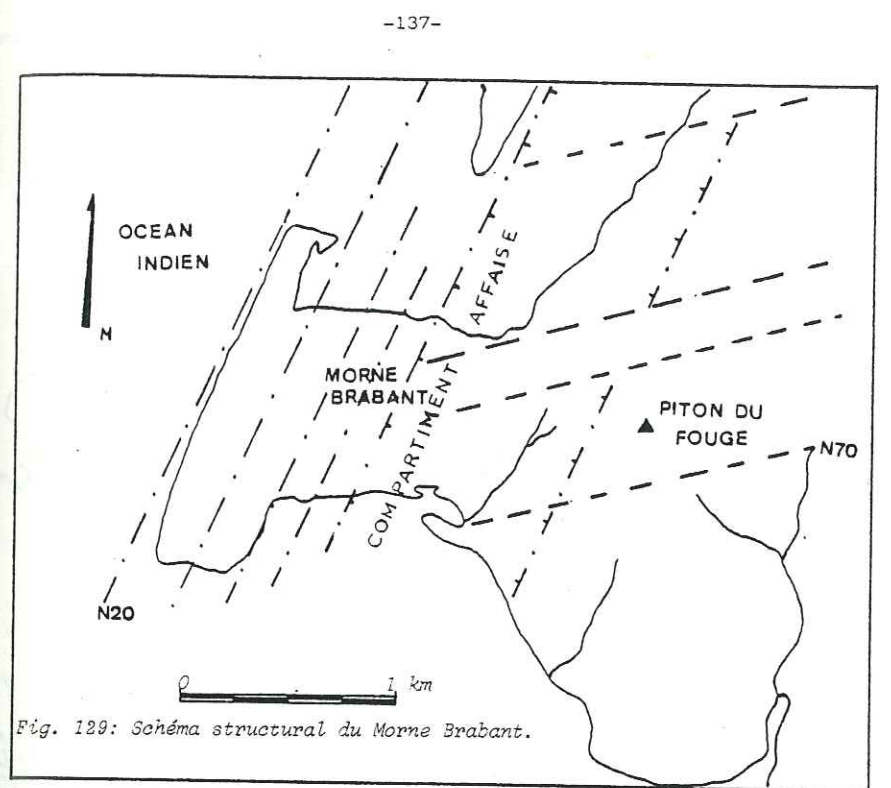 -137-
OCEAN
INDIEN
N
AFFAISE
MORNE
BRABANT
COMPARTIMENT
PITON DU
FOUGE
N70
N20
0 1 km
Fig. 129: Schéma structural du Morne Brabant.